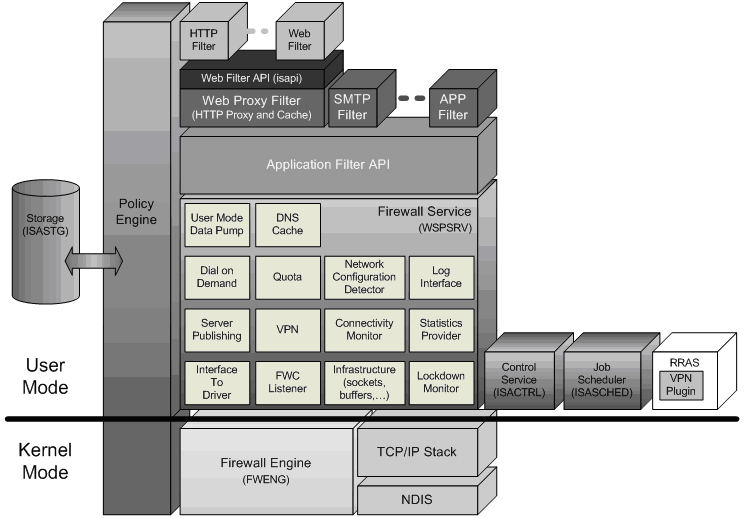 HTTP
Filter
Web
Filter
Web Filter API (isapi)
Web Proxy Filter
(HTTP Proxy and Cache)
SMTP
Filter
APP
Filter
Application Filter API
Storage
(ISASTG)
Policy
Engine
Firewall Service
(WSPSRV)
User Mode
Data Pump
DNS
Cache
Dial on
Demand
Quota
Network
Configuration
Detector
Log
Interface
Server
Publishing
VPN
Connectivity
Monitor
Statistics
Provider
Interface
To
Driver
FWC
Listener
Infrastructure
(sockets,
buffers,...)
Lockdown
Monitor
Control
Service
(ISACTRL)
Job
Scheduler
(ISASCHED)
RRAS
VPN
Plugin
User
Mode
Kernel
Mode
Firewall Engine
(FWENG)
TCP/IP Stack
NDIS